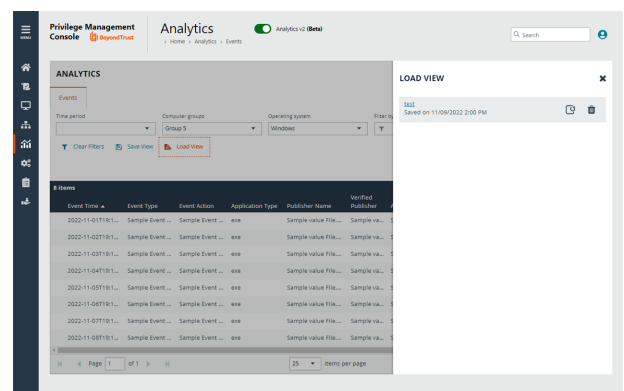 MENU
Privilege Management
Console BeyondTrust
Analytics
› Home › Analytics › Events
Analytics v2 (Beta)
Search
ANALYTICS
Events
Time period Computer groups Operating system Filter by
Group 5 Windows
Clear Filters Save View Load View
LOAD VIEW
test
Saved on 11/09/2022 2:00 PM
8 items
Event Time Event Type Event Action Application Type Publisher Name Verified Publisher A
2022-11-01T19:1... Sample Event ... Sample Event ... exe Sample value File.... Sample va... S
2022-11-02T19:1... Sample Event ... Sample Event ... exe Sample value File.... Sample va... S
2022-11-03T19:1... Sample Event ... Sample Event ... exe Sample value File.... Sample va... S
2022-11-04T19:1... Sample Event ... Sample Event ... exe Sample value File.... Sample va... S
2022-11-05T19:1... Sample Event ... Sample Event ... exe Sample value File.... Sample va... S
2022-11-06T19:1... Sample Event ... Sample Event ... exe Sample value File.... Sample va... S
2022-11-07T19:1... Sample Event ... Sample Event ... exe Sample value File.... Sample va... S
2022-11-08T19:1... Sample Event ... Sample Event ... exe Sample value File.... Sample va... S
Page 1 of 1 25 items per page